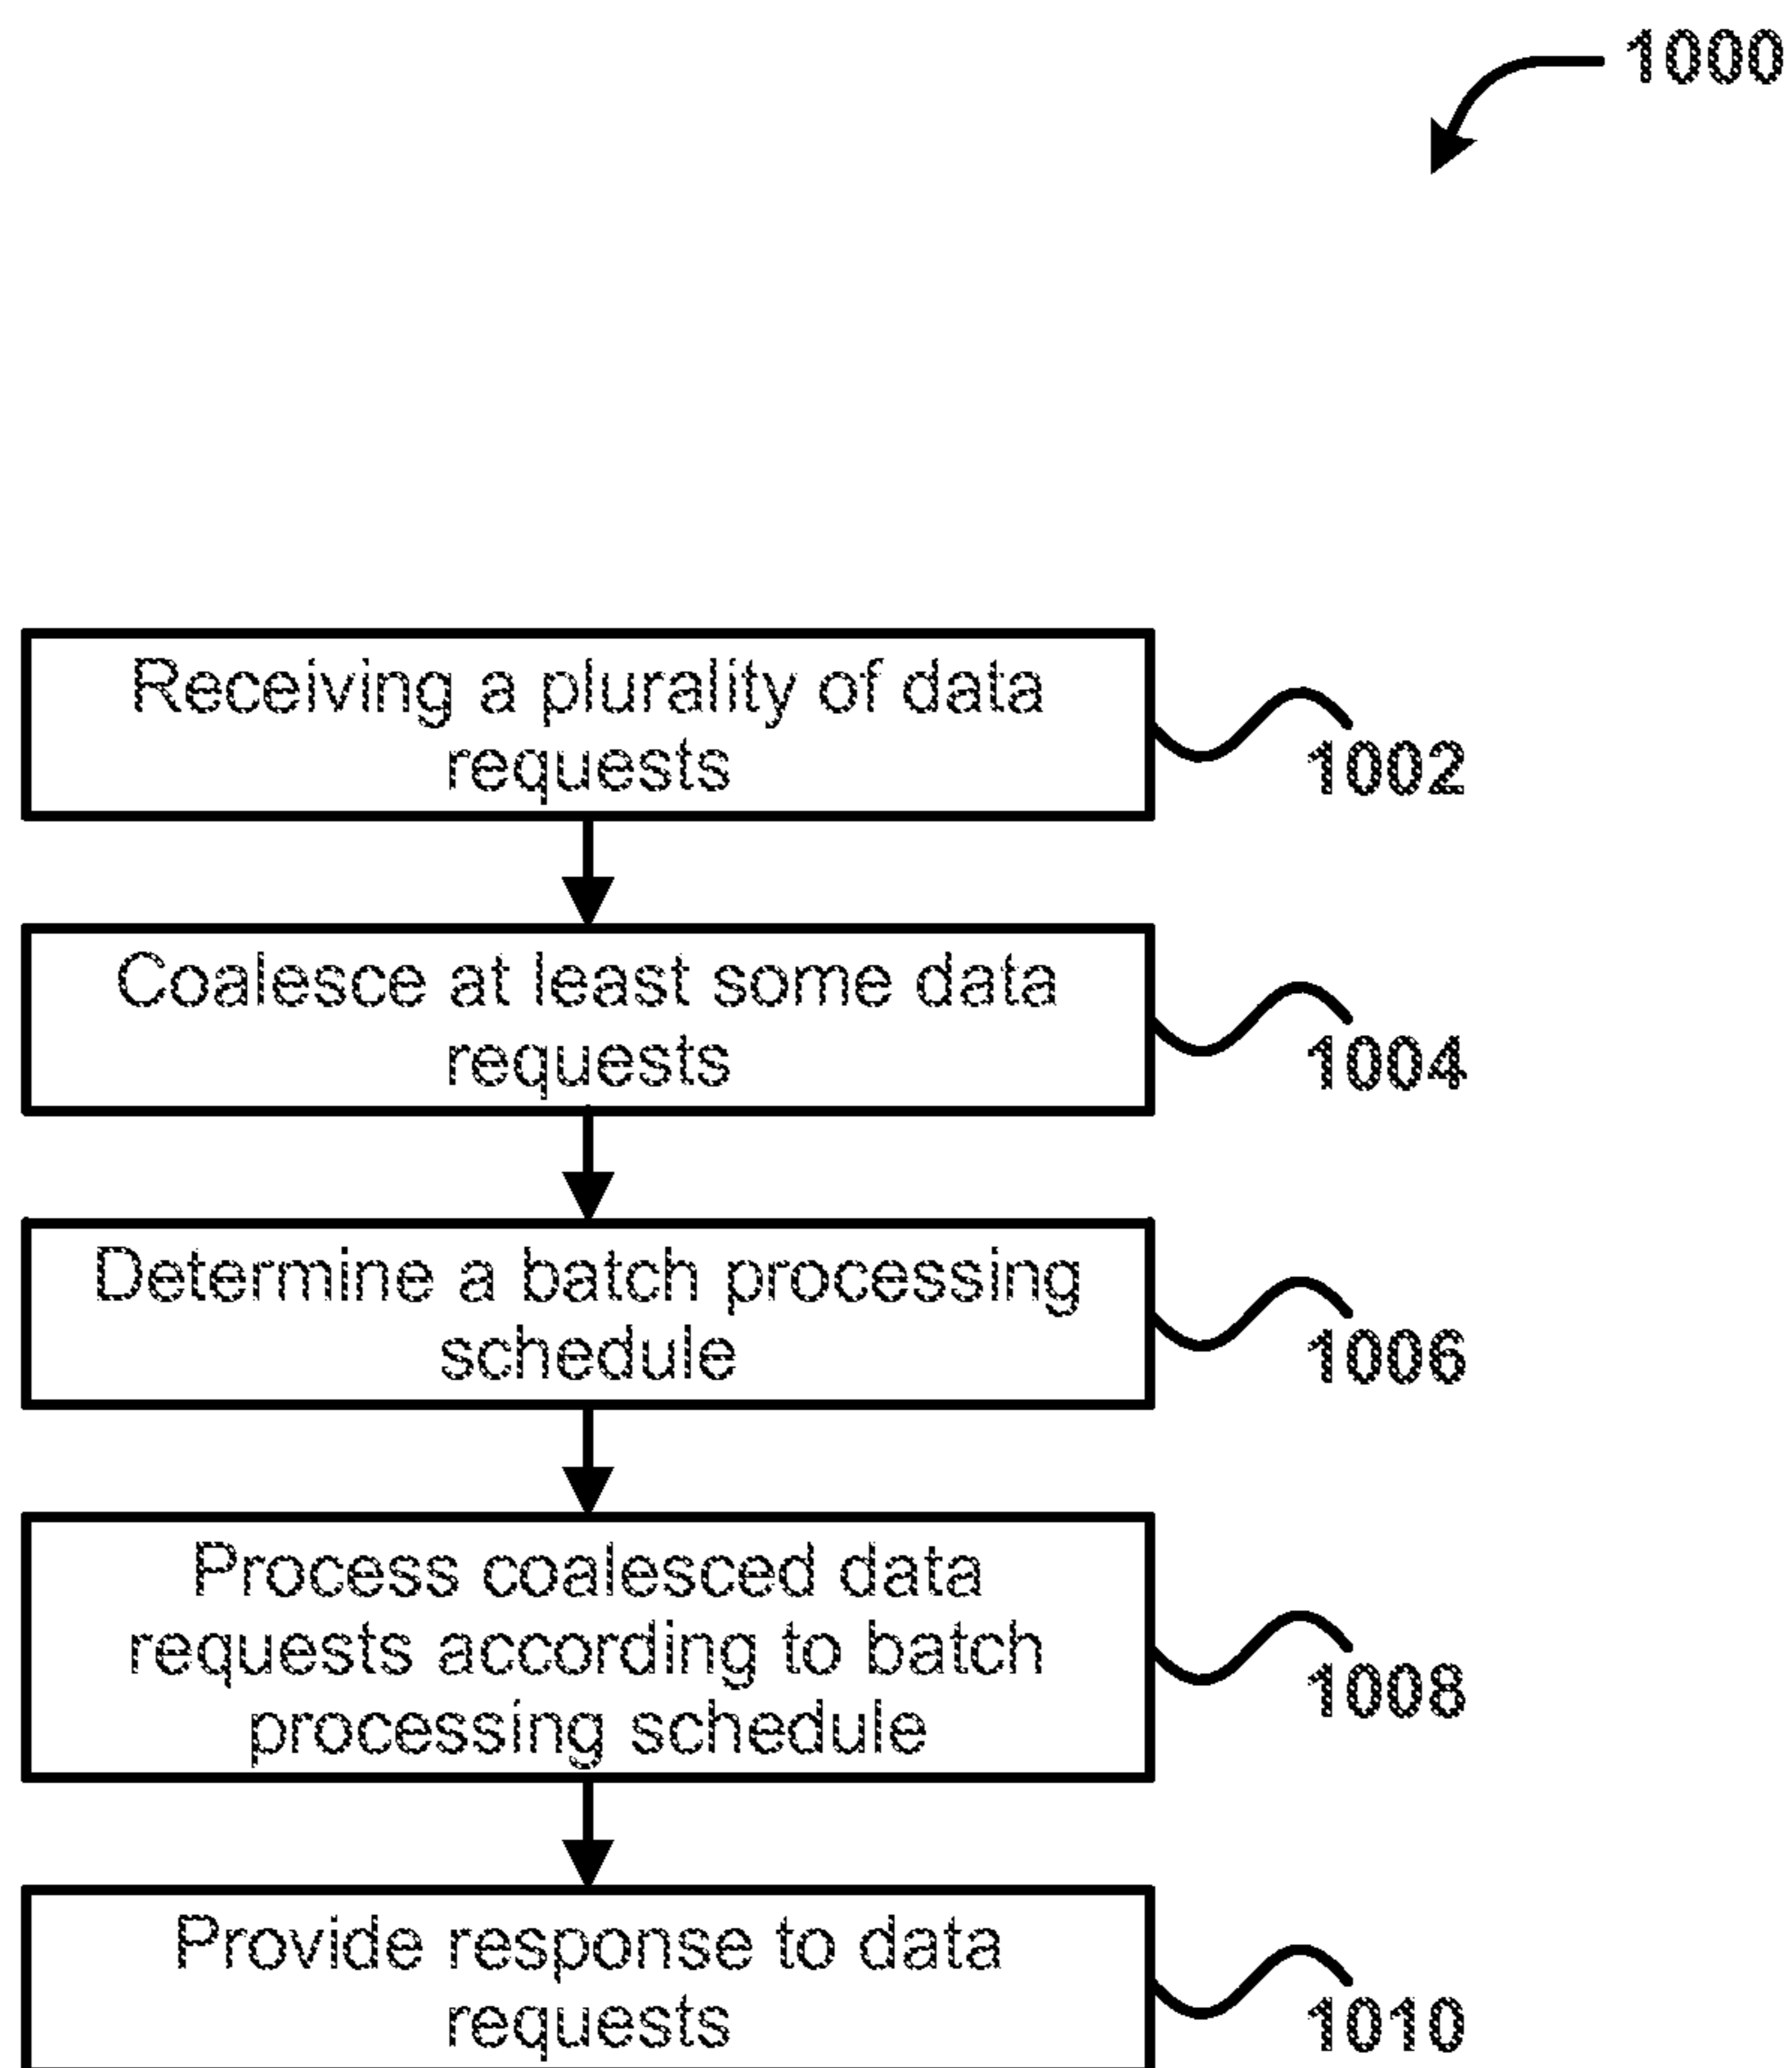 1000
Receiving a plurality of data
requests
1002
Coalesce at least some data
requests
1004
Determine a batch processing
schedule
1006
Process coalesced data
requests according to batch
processing schedule
1008
Provide response to data
requests
1010